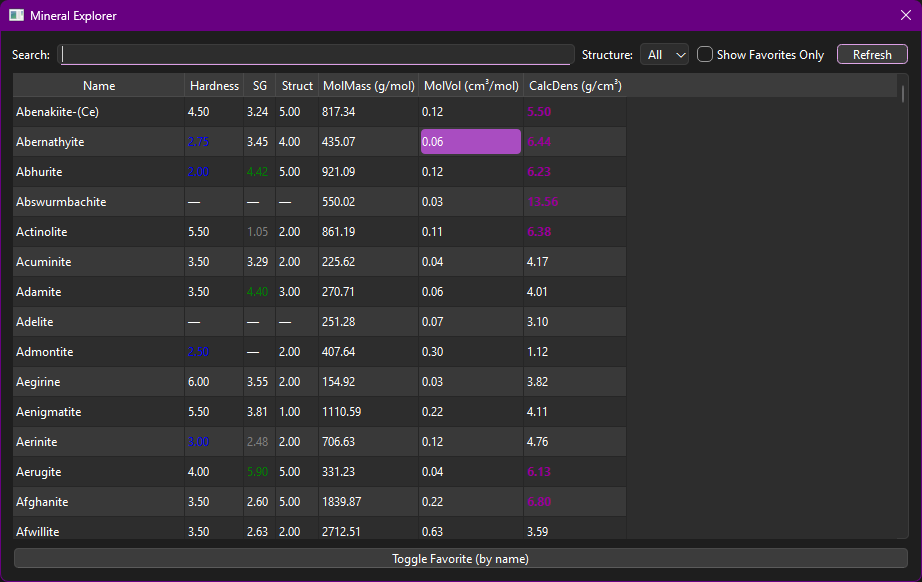 Mineral Explorer
Search: Structure: All Show Favorites Only Refresh
Name Hardness SG Struct MolMass (g/mol) MolVol (cm³/mol) CalcDens (g/cm³)
Abenakiite-(Ce) 4.50 3.24 5.00 817.34 0.12 5.50
Abernathyite 2.75 3.45 4.00 435.07 0.06 6.44
Abhurite 2.00 4.42 5.00 921.09 0.12 6.23
Abswurmbachite — — — 550.02 0.03 13.56
Actinolite 5.50 1.05 2.00 861.19 0.11 6.38
Acuminite 3.50 3.29 2.00 225.62 0.04 4.17
Adamite 3.50 4.40 3.00 270.71 0.06 4.01
Adelite — — — 251.28 0.07 3.10
Admontite 2.50 — 2.00 407.64 0.30 1.12
Aegirine 6.00 3.55 2.00 154.92 0.03 3.82
Aenigmatite 5.50 3.81 1.00 1110.59 0.22 4.11
Aerinite 3.00 2.48 2.00 706.63 0.12 4.76
Aerugite 4.00 5.90 5.00 331.23 0.04 6.13
Afghanite 3.50 2.60 5.00 1839.87 0.22 6.80
Afwillite 3.50 2.63 2.00 2712.51 0.63 3.59
Toggle Favorite (by name)